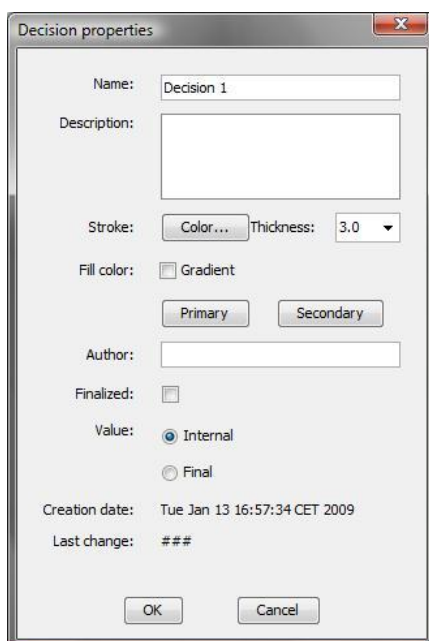 Decision properties
Name: Decision 1
Description:
Stroke: Color... Thickness: 3.0
Fill color: Gradient
Primary Secondary
Author:
Finalized:
Value: Internal
Final
Creation date: Tue Jan 13 16:57:34 CET 2009
Last change: ###
OK Cancel